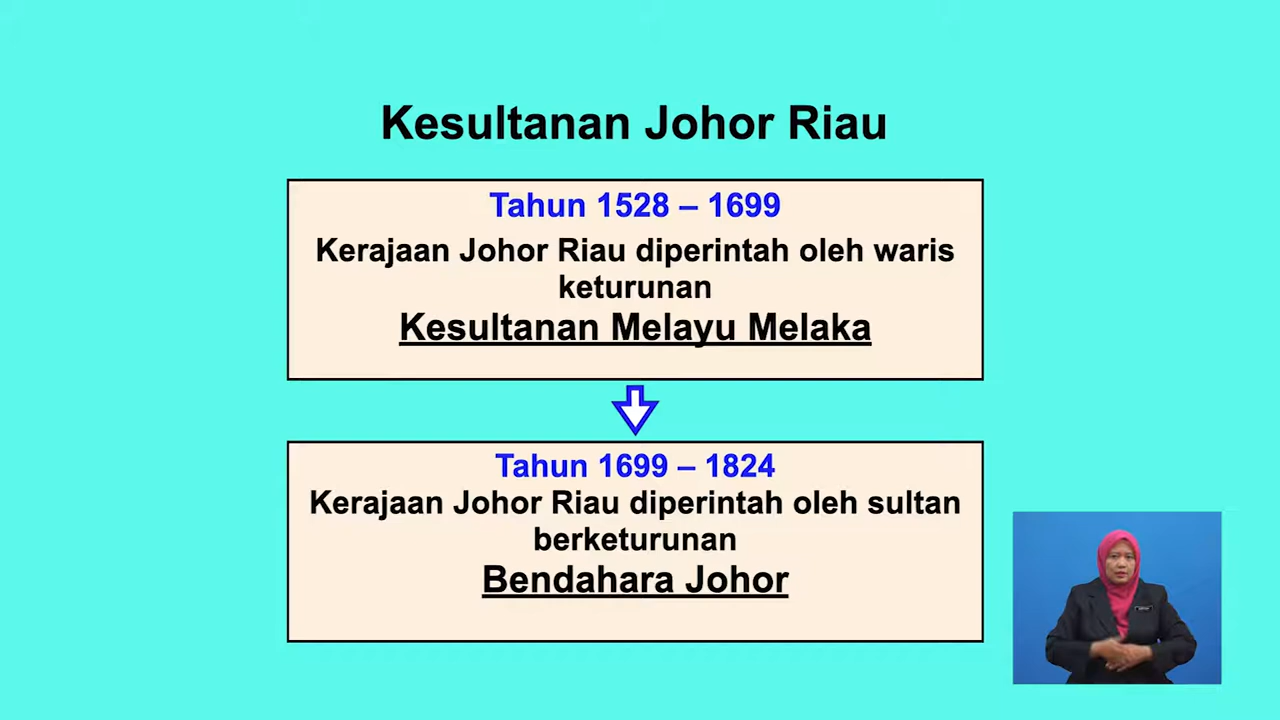 Kesultanan Johor Riau
Tahun 1528 – 1699
Kerajaan Johor Riau diperintah oleh waris
keturunan
Kesultanan Melayu Melaka
Tahun 1699 – 1824
Kerajaan Johor Riau diperintah oleh sultan
berketurunan
Bendahara Johor